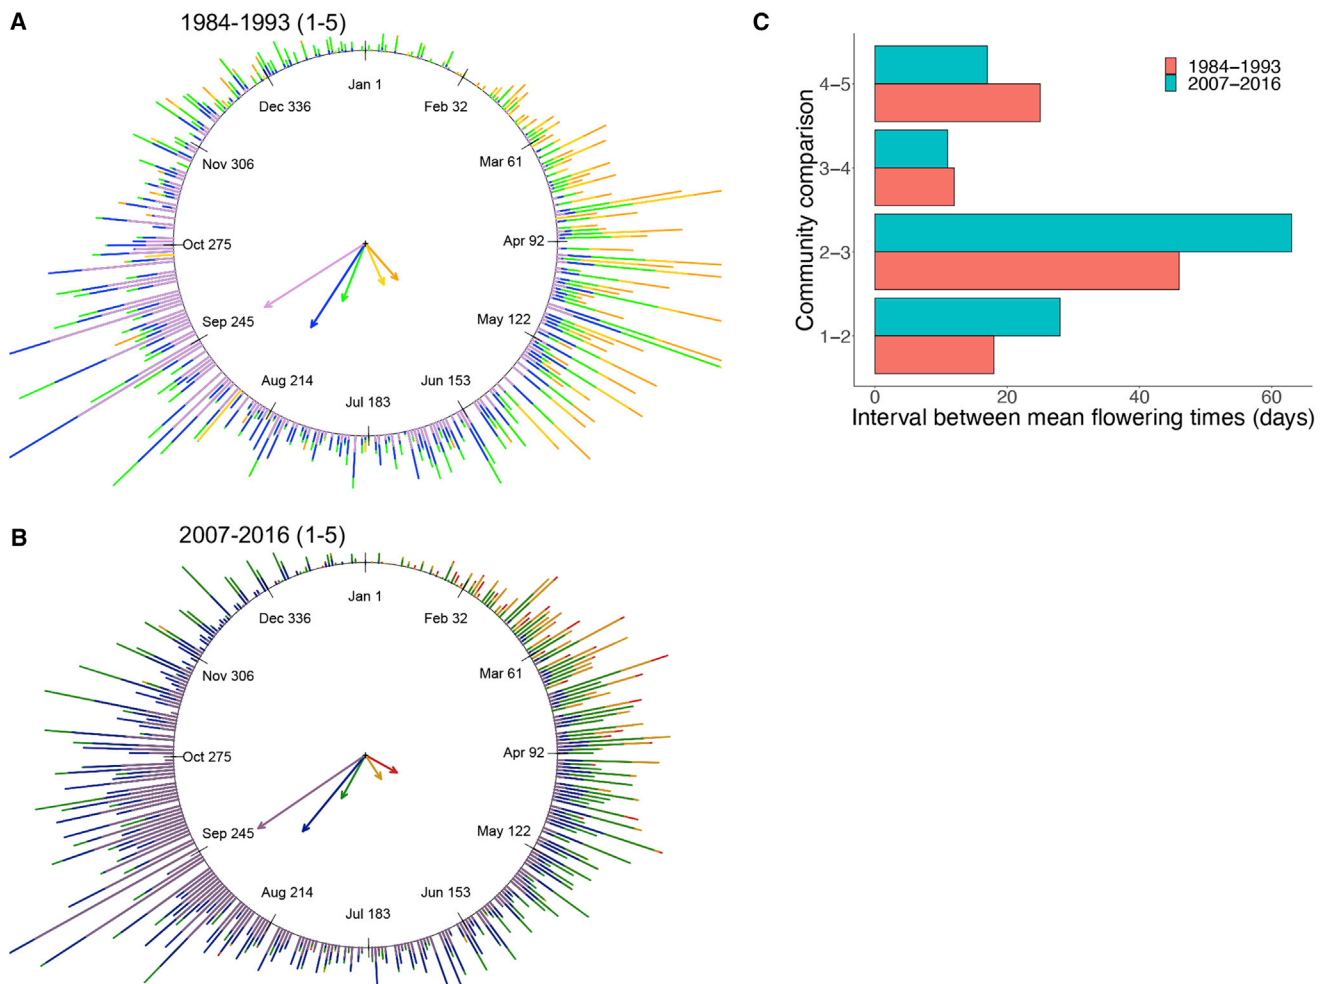 A
1984-1993 (1-5)
Jan 1
Feb 32
Mar 61
Apr 92
May 122
Jun 153
Jul 183
Aug 214
Sep 245
Oct 275
Nov 306
Dec 336
B
2007-2016 (1-5)
Jan 1
Feb 32
Mar 61
Apr 92
May 122
Jun 153
Jul 183
Aug 214
Sep 245
Oct 275
Nov 306
Dec 336
C
1984–1993
2007–2016
Community comparison
4–5
3–4
2–3
1–2
0 20 40 60
Interval between mean flowering times (days)